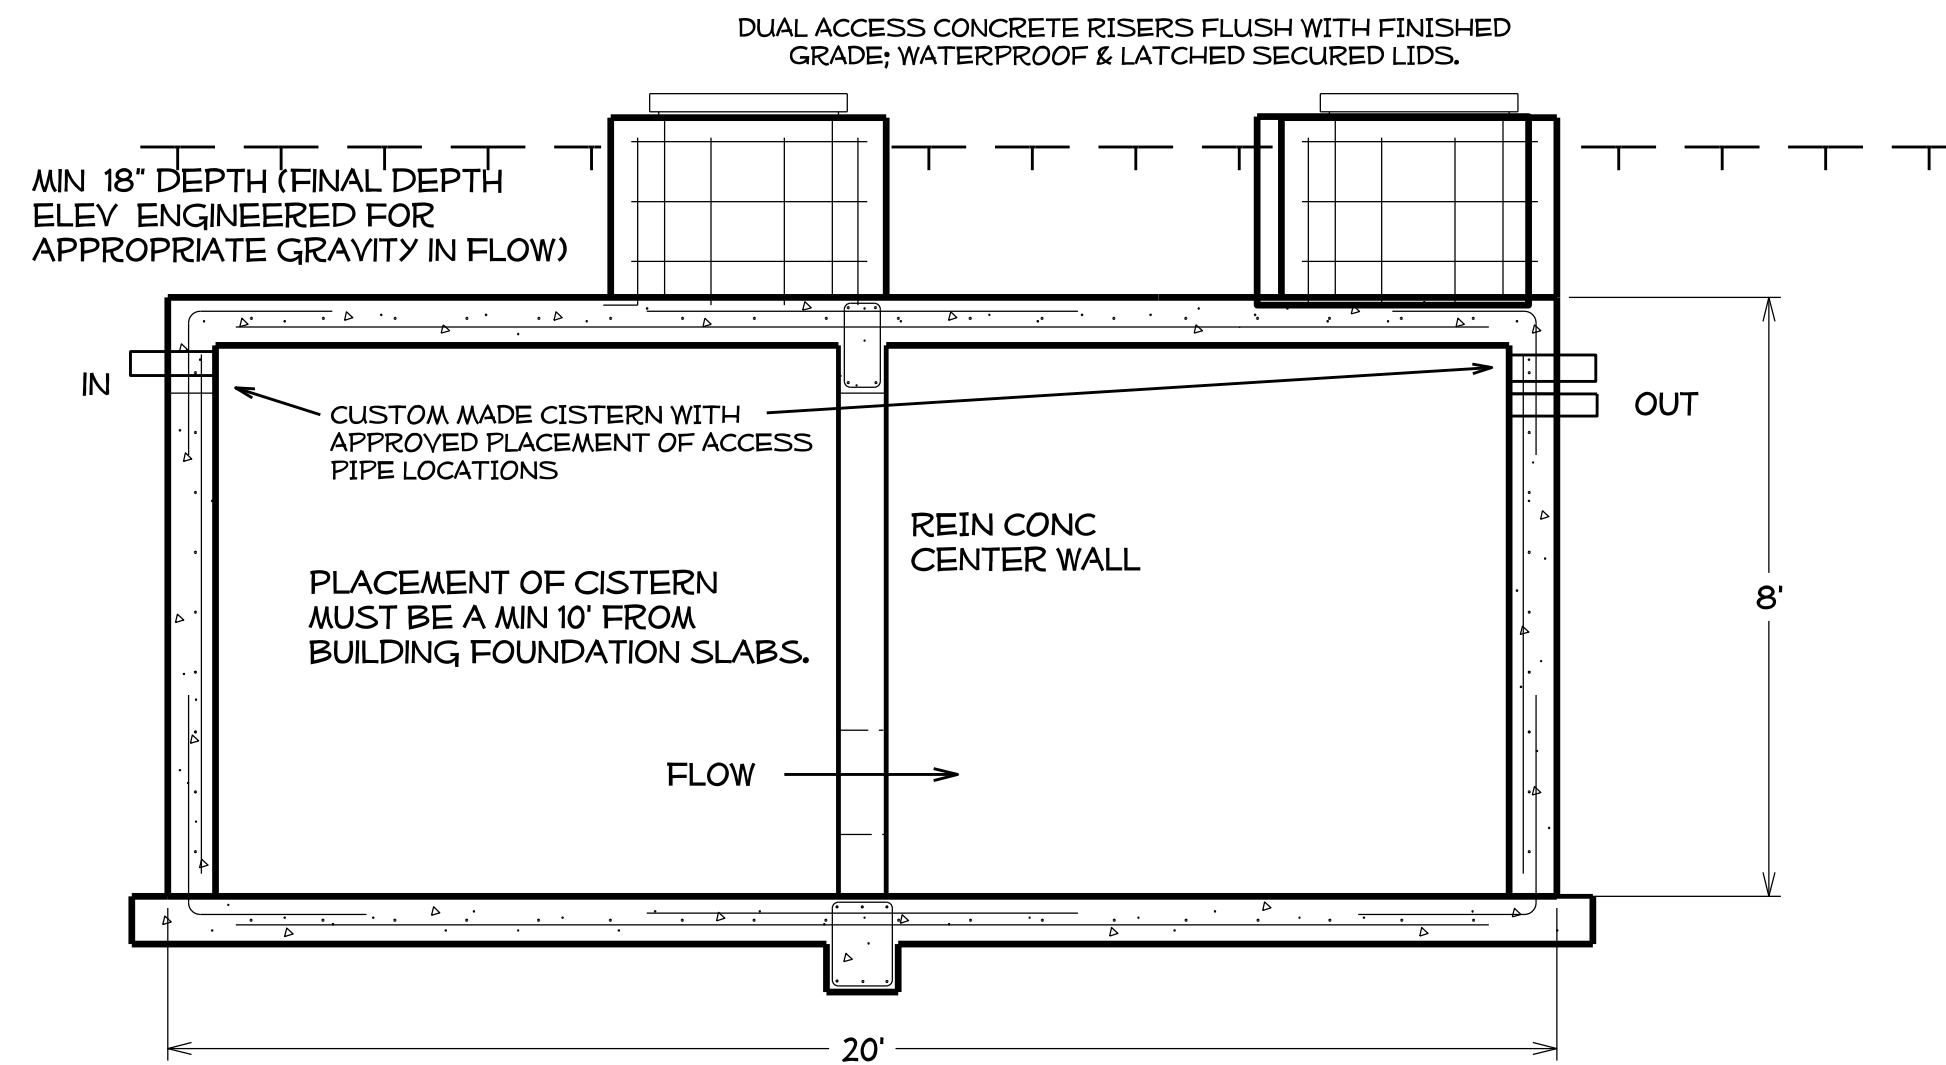 DUAL ACCESS CONCRETE RISERS FLUSH WITH FINISHED
GRADE; WATERPROOF & LATCHED SECURED LIDS.
MIN 18" DEPTH (FINAL DEPTH
ELEV ENGINEERED FOR
APPROPRIATE GRAVITY IN FLOW)
IN
CUSTOM MADE CISTERN WITH
APPROVED PLACEMENT OF ACCESS
PIPE LOCATIONS
OUT
REIN CONC
CENTER WALL
PLACEMENT OF CISTERN
MUST BE A MIN 10' FROM
BUILDING FOUNDATION SLABS.
8'
FLOW
20'